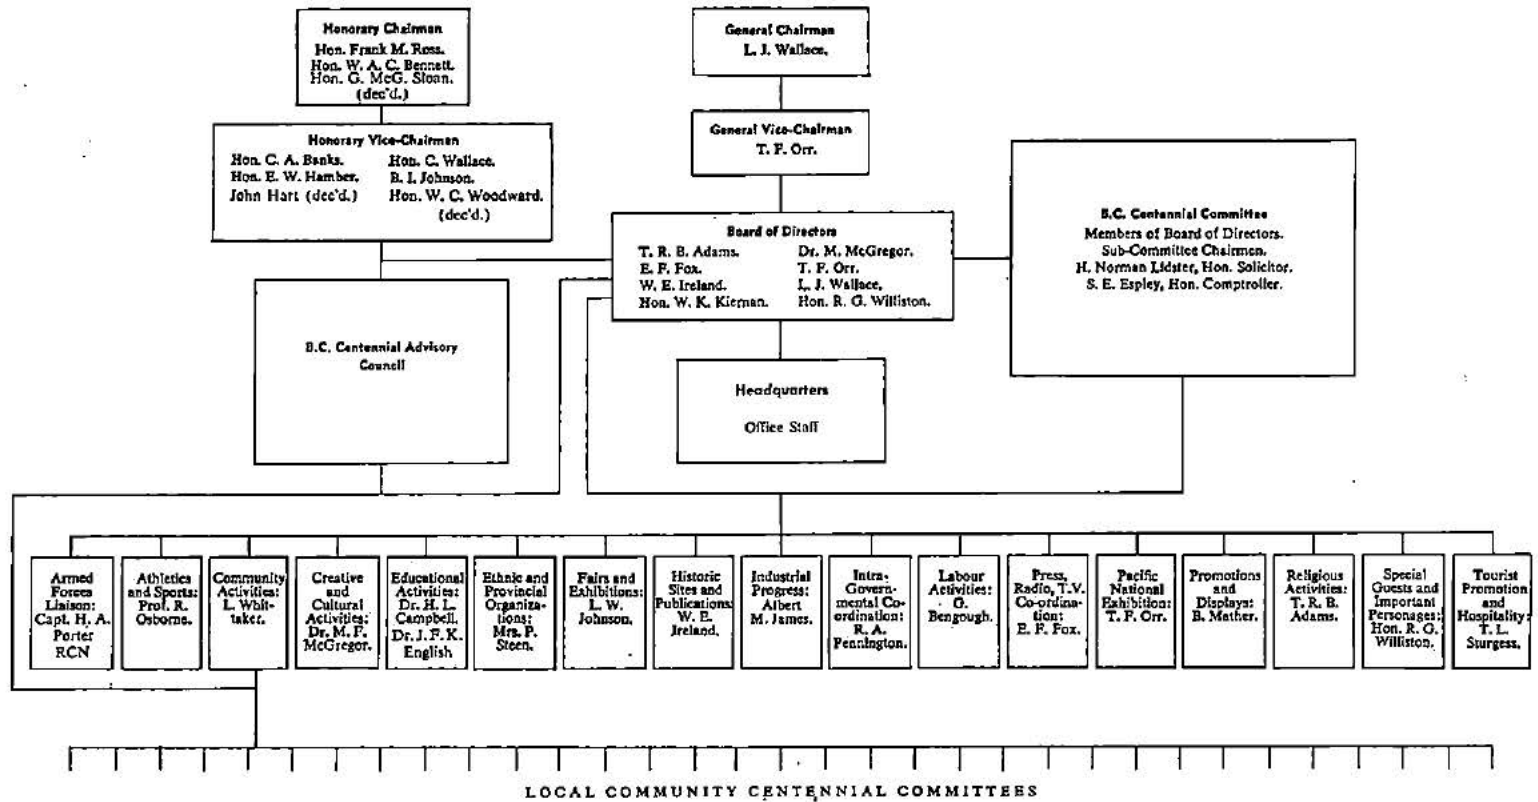 Honorary Chairman
Hon. Frank M. Ross.
Hon. W. A. C. Bennett.
Hon. G. McG. Sloan.
(dec'd.)
General Chairman
L. J. Wallace.
Honorary Vice-Chairman
Hon. C. A. Banks.
Hon. E. W. Hamber.
John Hart (dec'd.)
Hon. C. Wallace.
B. I. Johnson.
Hon. W. C. Woodward.
(dec'd.)
General Vice-Chairman
T. F. Orr.
Board of Directors
T. R. B. Adams.
E. F. Fox.
W. E. Ireland.
Hon. W. K. Kiernan.
Dr. M. McGregor.
T. F. Orr.
L. J. Wallace.
Hon. R. G. Williston.
B.C. Centennial Committee
Members of Board of Directors.
Sub-Committee Chairmen.
H. Norman Lidster, Hon. Solicitor.
S. E. Espley, Hon. Comptroller.
B.C. Centennial Advisory
Council
Headquarters
Office Staff
Armed
Forces
Liaison:
Capt. H. A.
Porter
RCN
Athletics
and Sports:
Prof. R.
Osborne.
Community
Activities:
L. Whit-
taker.
Creative
and
Cultural
Activities:
Dr. M. F.
McGregor.
Educational
Activities:
Dr. H. L.
Campbell.
Dr. J. F. K.
English
Ethnic and
Provincial
Organiza-
tions:
Mrs. P.
Steen.
Fairs and
Exhibitions:
L. W.
Johnson.
Historic
Sites and
Publications:
W. E.
Ireland.
Industrial
Progress:
Albert
M. James.
Intra-
Govern-
mental Co-
ordination:
R. A.
Pennington.
Labour
Activities:
G.
Bengough.
Press,
Radio, T.V.
Co-ordina-
tion:
E. F. Fox.
Pacific
National
Exhibition:
T. F. Orr.
Promotions
and
Displays:
B. Mather.
Religious
Activities:
T. R. B.
Adams.
Special
Guests and
Important
Personages:
Hon. R. G.
Williston.
Tourist
Promotion
and
Hospitality:
T. L.
Sturgess.
LOCAL COMMUNITY CENTENNIAL COMMITTEES